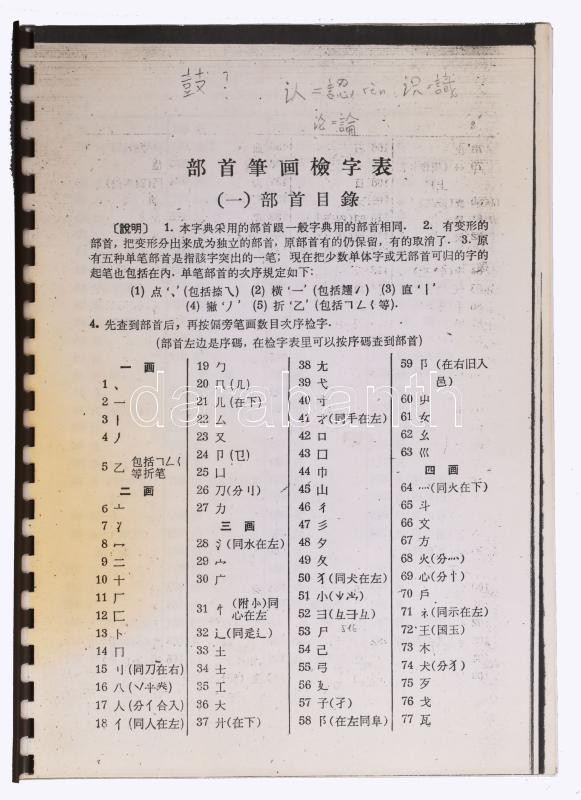 鼓? 认=認 rèn 识=識
论=論
部首筆画檢字表
(一)部首目錄
〔說明〕 1. 本字典采用的部首跟一般字典用的部首相同. 2. 有变形的
部首, 把变形分出来成为独立的部首, 原部首有的仍保留, 有的取消了. 3. 原
有五种单笔部首是指該字突出的一笔; 現在把少数单体字或无部首可归的字的
起笔也包括在内. 单笔部首的次序規定如下:
(1) 点‘、’(包括捺㇏) (2) 橫‘一’(包括趯㇀) (3) 直‘丨’
(4) 撇‘丿’ (5) 折‘乙’(包括㇕㇄㇛等).
4. 先查到部首后, 再按偏旁笔画数目次序检字.
(部首左边是序碼, 在检字表里可以按序碼查到部首)
一 画
1 、
2 一
3 丨
4 丿
5 乙 包括㇕㇄㇛
等折笔
二 画
6 亠
7 冫
8 冖
9 二
10 十
11 厂
12 匚
13 卜
14 冂
15 刂(同刀在右)
16 八
17 人(分亻合入)
18 亻(同人在左)
19 勹
20 几
21 儿(在下)
22 厶
23 又
24 卩(㔾)
25 凵
26 刀(分刂)
27 力
三 画
28 氵(同水在左)
29 宀
30 广
31 忄 (附㣺)同
心在左
32 辶(同辵辶)
33 土
34 士
35 工
36 大
37 廾(在下)
38 尢
39 弋
40 寸
41 扌(同手在左)
42 口
43 囗
44 巾
45 山
46 彳
47 彡
48 夕
49 夂
50 犭(同犬在左)
51 小
52 彐
53 尸
54 己
55 弓
56 廴
57 子(孑)
58 阝(在左同阜)
59 阝(在右旧入
邑)
60 屮
61 女
62 幺
63 巛
四 画
64 灬(同火在下)
65 斗
66 文
67 方
68 火(分灬)
69 心(分忄)
70 戶
71 礻(同示在左)
72 王(国玉)
73 木
74 犬(分犭)
75 歹
76 戈
77 瓦
darabanth